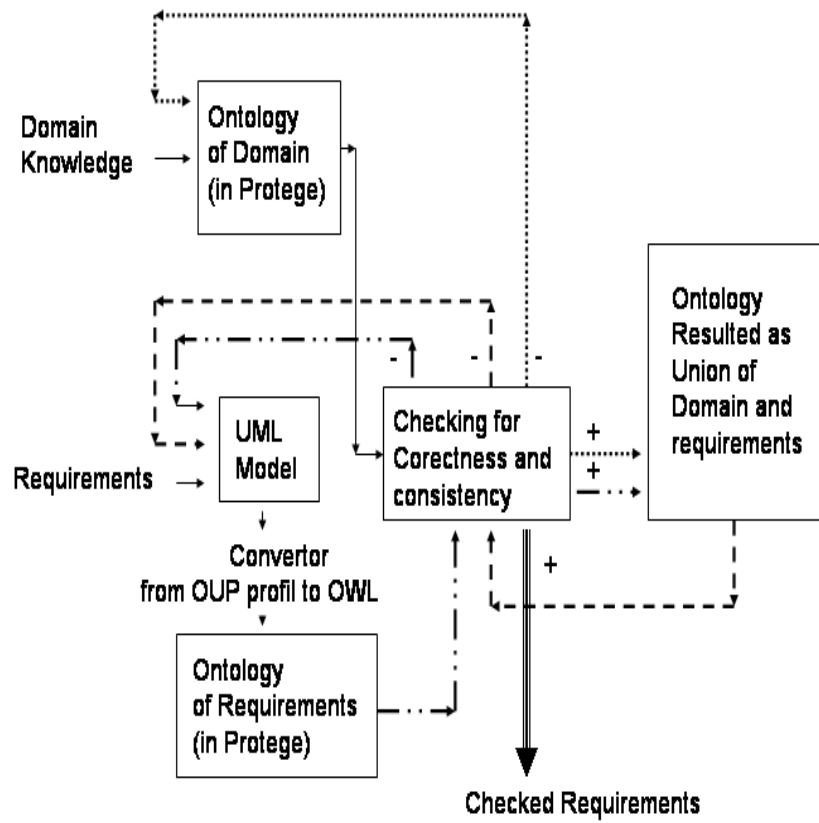 Domain
Knowledge
Ontology
of Domain
(in Protege)
Ontology
Resulted as
Union of
Domain and
requirements
-
-
-
UML
Model
Requirements
Checking for
Corectness and
consistency
+
+
+
Convertor
from OUP profil to OWL
Ontology
of Requirements
(in Protege)
Checked Requirements